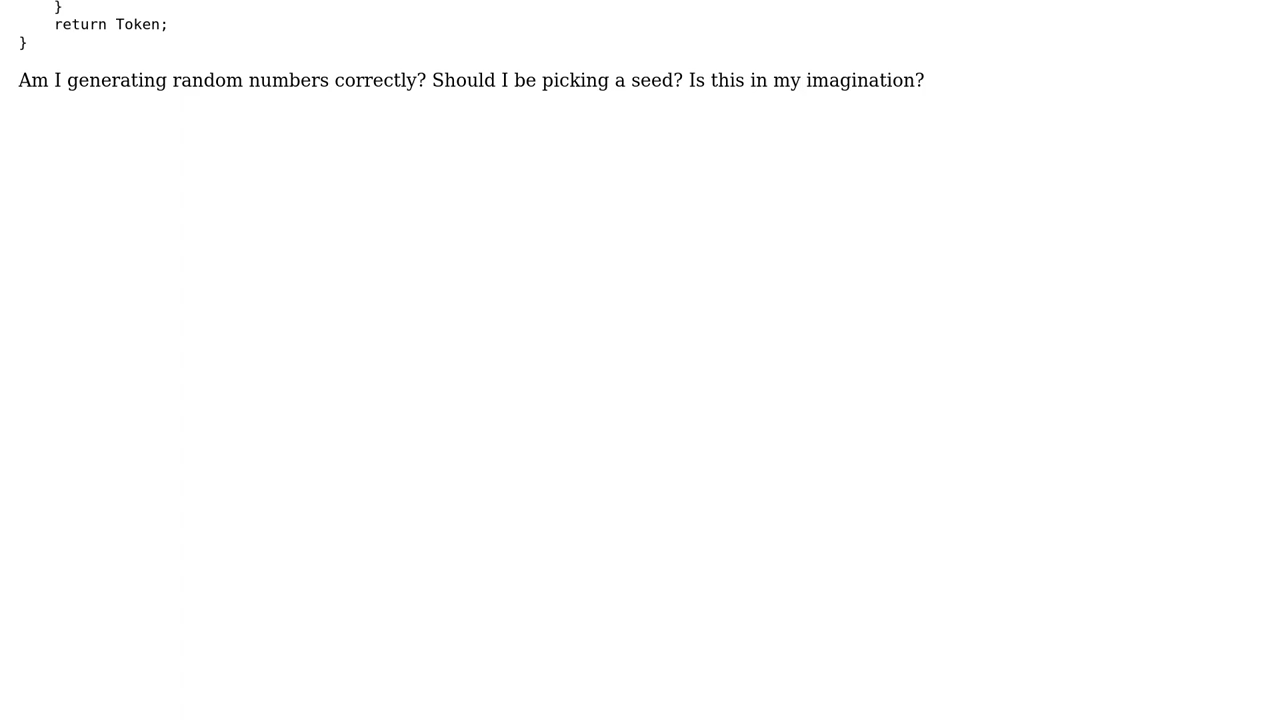 }
    return Token;
}
Am I generating random numbers correctly? Should I be picking a seed? Is this in my imagination?